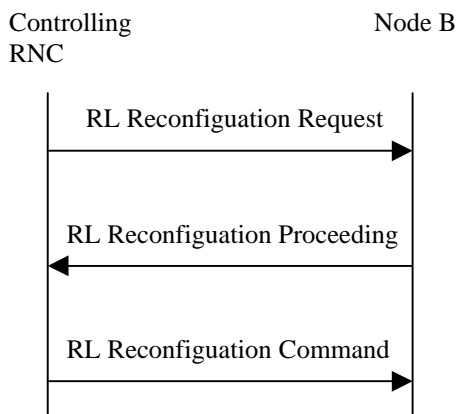 Controlling
RNC
Node B
RL Reconfiguation Request
RL Reconfiguation Proceeding
RL Reconfiguation Command